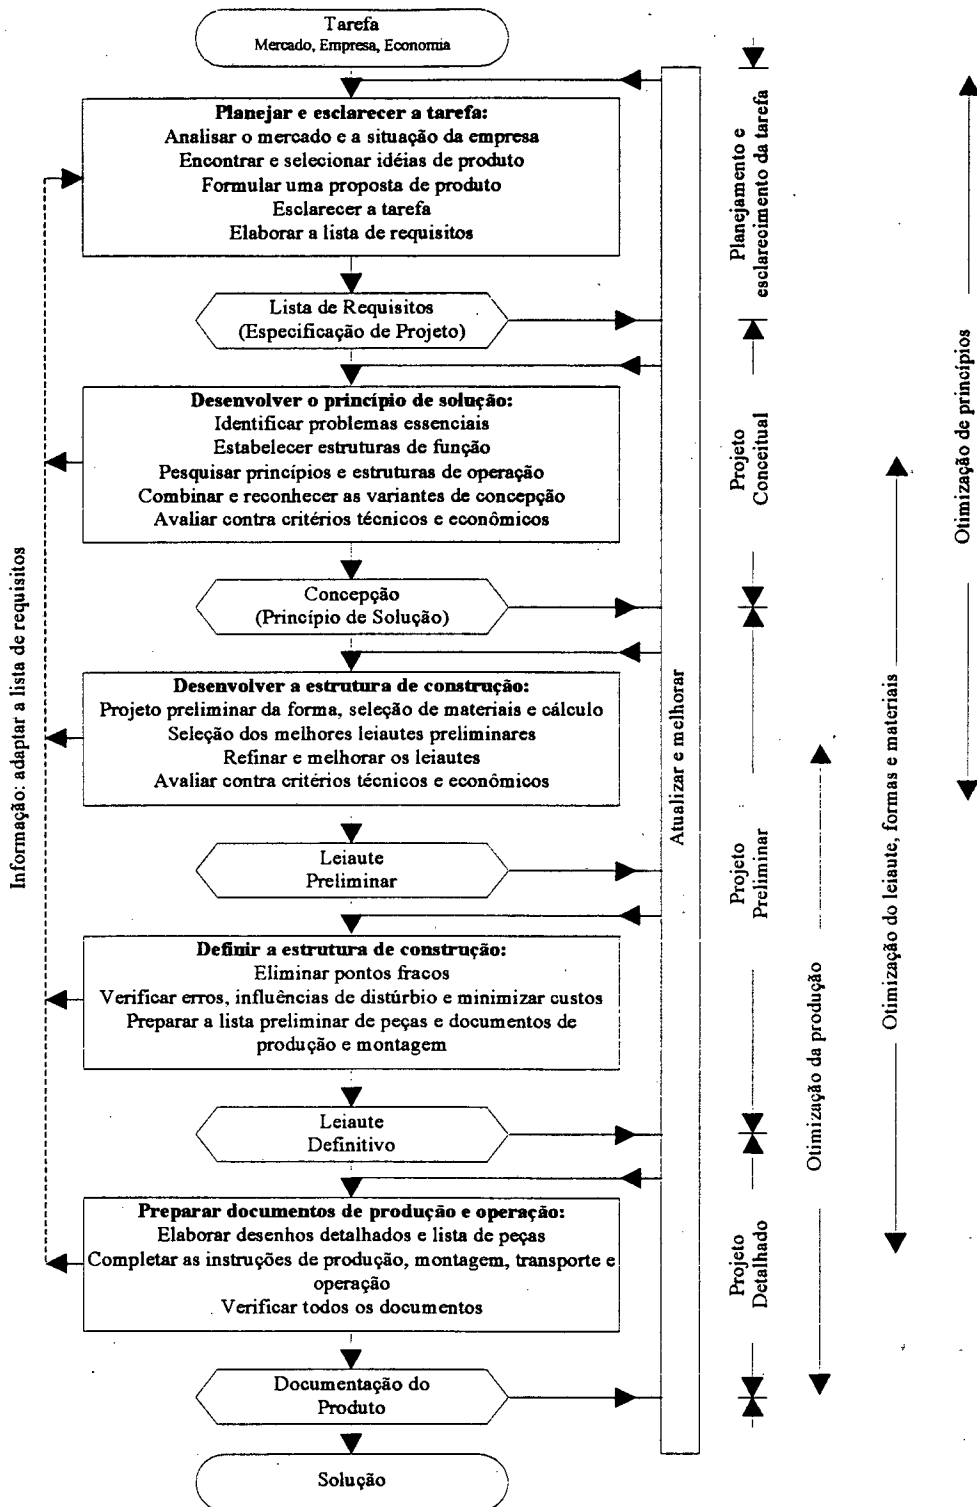 Tarefa
Mercado, Empresa, Economia
Planejar e esclarecer a tarefa:
Analisar o mercado e a situação da empresa
Encontrar e selecionar idéias de produto
Formular uma proposta de produto
Esclarecer a tarefa
Elaborar a lista de requisitos
Lista de Requisitos
(Especificação de Projeto)
Desenvolver o princípio de solução:
Identificar problemas essenciais
Estabelecer estruturas de função
Pesquisar princípios e estruturas de operação
Combinar e reconhecer as variantes de concepção
Avaliar contra critérios técnicos e econômicos
Concepção
(Princípio de Solução)
Desenvolver a estrutura de construção:
Projeto preliminar da forma, seleção de materiais e cálculo
Seleção dos melhores leiautes preliminares
Refinar e melhorar os leiautes
Avaliar contra critérios técnicos e econômicos
Leiaute
Preliminar
Definir a estrutura de construção:
Eliminar pontos fracos
Verificar erros, influências de distúrbio e minimizar custos
Preparar a lista preliminar de peças e documentos de
produção e montagem
Leiaute
Definitivo
Preparar documentos de produção e operação:
Elaborar desenhos detalhados e lista de peças
Completar as instruções de produção, montagem, transporte e
operação
Verificar todos os documentos
Documentação do
Produto
Solução
Informação: adaptar a lista de requisitos
Atualizar e melhorar
Planejamento e
esclarecimento da tarefa
Projeto
Conceitual
Projeto
Preliminar
Projeto
Detalhado
Otimização da produção
Otimização do leiaute, formas e materiais
Otimização de princípios